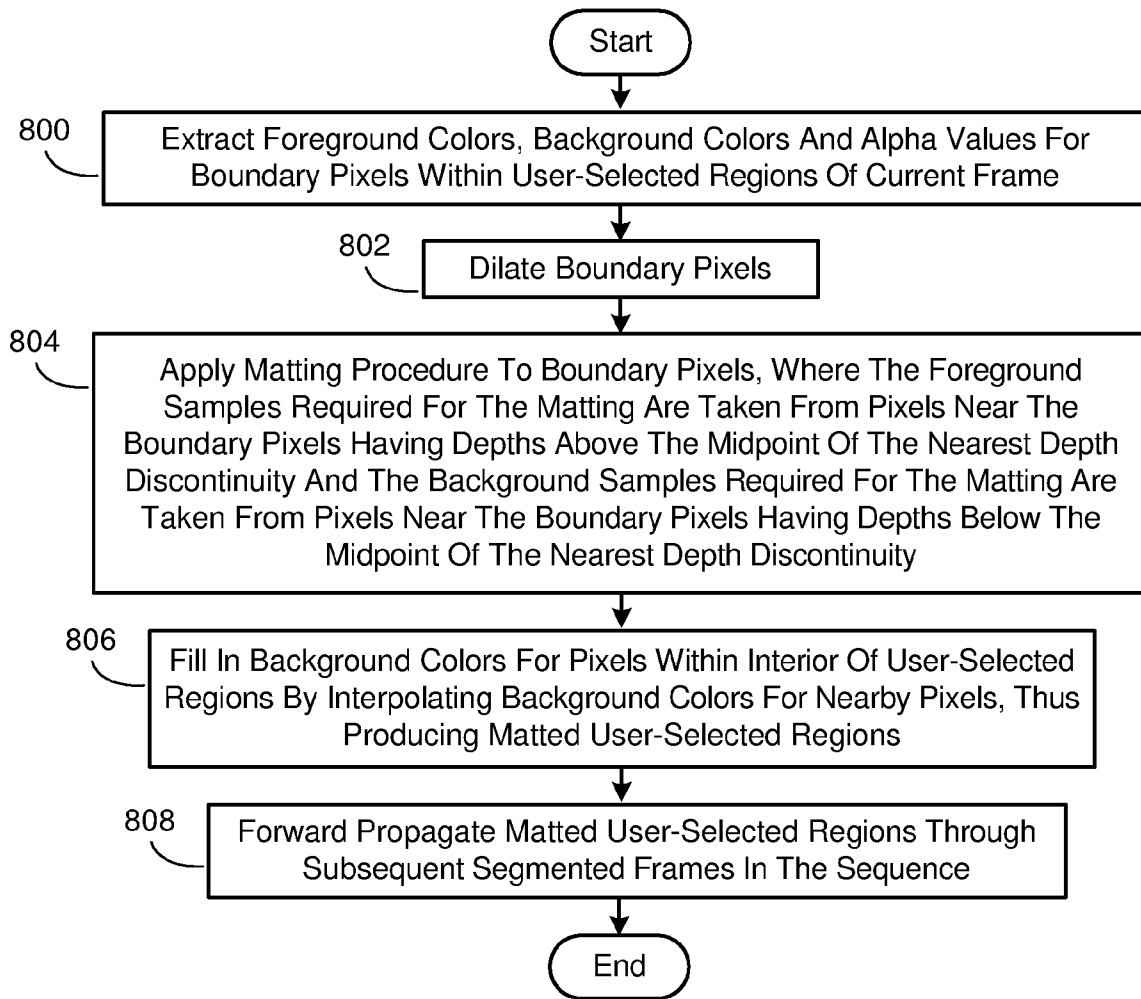 Start
800
Extract Foreground Colors, Background Colors And Alpha Values For
Boundary Pixels Within User-Selected Regions Of Current Frame
802
Dilate Boundary Pixels
804
Apply Matting Procedure To Boundary Pixels, Where The Foreground
Samples Required For The Matting Are Taken From Pixels Near The
Boundary Pixels Having Depths Above The Midpoint Of The Nearest Depth
Discontinuity And The Background Samples Required For The Matting Are
Taken From Pixels Near The Boundary Pixels Having Depths Below The
Midpoint Of The Nearest Depth Discontinuity
806
Fill In Background Colors For Pixels Within Interior Of User-Selected
Regions By Interpolating Background Colors For Nearby Pixels, Thus
Producing Matted User-Selected Regions
808
Forward Propagate Matted User-Selected Regions Through
Subsequent Segmented Frames In The Sequence
End